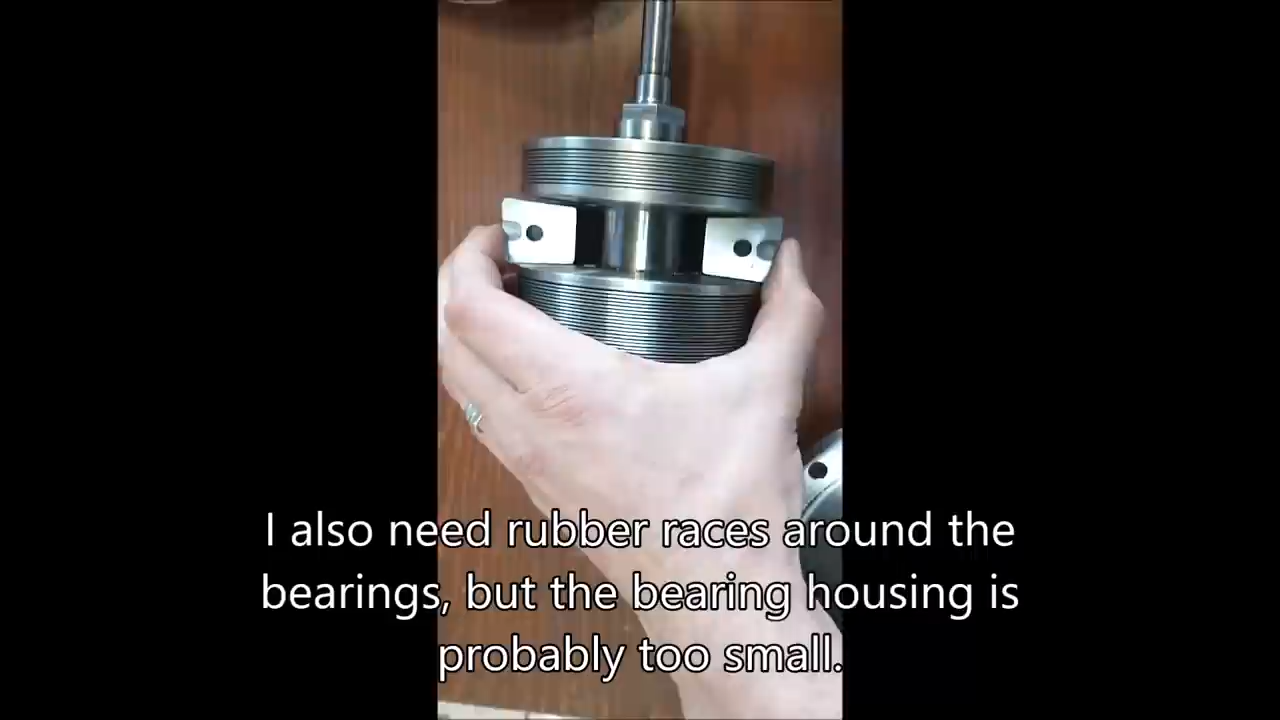 I also need rubber races around the
bearings, but the bearing housing is
probably too small.